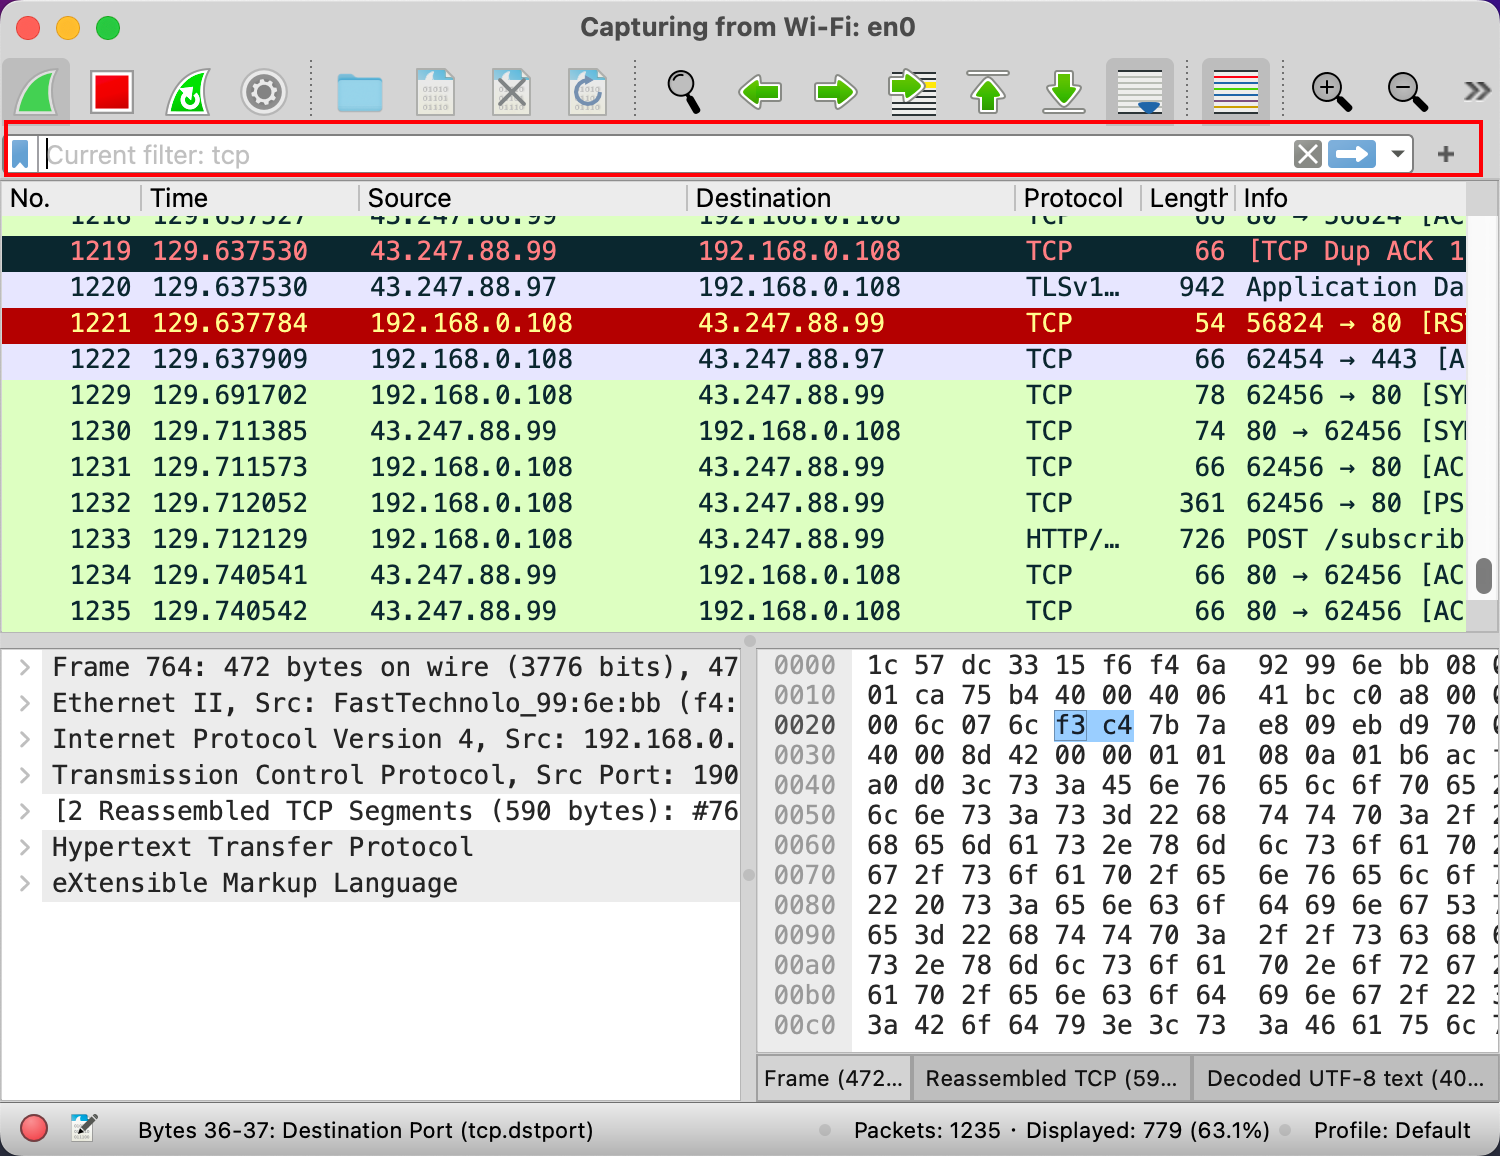 Capturing from Wi-Fi: en0
Current filter: tcp
No. Time Source Destination Protocol Length Info
1218 129.637527 43.247.88.99 192.168.0.108 TCP 66 80 → 56824 [AC
1219 129.637530 43.247.88.99 192.168.0.108 TCP 66 [TCP Dup ACK 1
1220 129.637530 43.247.88.97 192.168.0.108 TLSv1… 942 Application Da
1221 129.637784 192.168.0.108 43.247.88.99 TCP 54 56824 → 80 [RS
1222 129.637909 192.168.0.108 43.247.88.97 TCP 66 62454 → 443 [A
1229 129.691702 192.168.0.108 43.247.88.99 TCP 78 62456 → 80 [SY
1230 129.711385 43.247.88.99 192.168.0.108 TCP 74 80 → 62456 [SY
1231 129.711573 192.168.0.108 43.247.88.99 TCP 66 62456 → 80 [AC
1232 129.712052 192.168.0.108 43.247.88.99 TCP 361 62456 → 80 [PS
1233 129.712129 192.168.0.108 43.247.88.99 HTTP/… 726 POST /subscrib
1234 129.740541 43.247.88.99 192.168.0.108 TCP 66 80 → 62456 [AC
1235 129.740542 43.247.88.99 192.168.0.108 TCP 66 80 → 62456 [AC
Frame 764: 472 bytes on wire (3776 bits), 47
Ethernet II, Src: FastTechnolo_99:6e:bb (f4:
Internet Protocol Version 4, Src: 192.168.0.
Transmission Control Protocol, Src Port: 190
[2 Reassembled TCP Segments (590 bytes): #76
Hypertext Transfer Protocol
eXtensible Markup Language
0000 1c 57 dc 33 15 f6 f4 6a 92 99 6e bb 08
0010 01 ca 75 b4 40 00 40 06 41 bc c0 a8 00
0020 00 6c 07 6c f3 c4 7b 7a e8 09 eb d9 70
0030 40 00 8d 42 00 00 01 01 08 0a 01 b6 ac
0040 a0 d0 3c 73 3a 45 6e 76 65 6c 6f 70 65
0050 6c 6e 73 3a 73 3d 22 68 74 74 70 3a 2f
0060 68 65 6d 61 73 2e 78 6d 6c 73 6f 61 70
0070 67 2f 73 6f 61 70 2f 65 6e 76 65 6c 6f
0080 22 20 73 3a 65 6e 63 6f 64 69 6e 67 53
0090 65 3d 22 68 74 74 70 3a 2f 2f 73 63 68
00a0 73 2e 78 6d 6c 73 6f 61 70 2e 6f 72 67
00b0 61 70 2f 65 6e 63 6f 64 69 6e 67 2f 22
00c0 3a 42 6f 64 79 3e 3c 73 3a 46 61 75 6c
Frame (472… Reassembled TCP (59… Decoded UTF-8 text (40…
Bytes 36-37: Destination Port (tcp.dstport) Packets: 1235 · Displayed: 779 (63.1%) Profile: Default